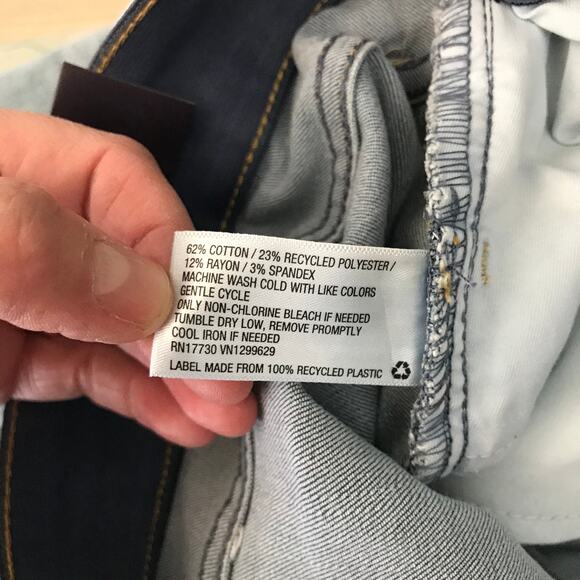 62% COTTON / 23% RECYCLED POLYESTER /
12% RAYON / 3% SPANDEX
MACHINE WASH COLD WITH LIKE COLORS
GENTLE CYCLE
ONLY NON-CHLORINE BLEACH IF NEEDED
TUMBLE DRY LOW, REMOVE PROMPTLY
COOL IRON IF NEEDED
RN17730 VN1299629
LABEL MADE FROM 100% RECYCLED PLASTIC